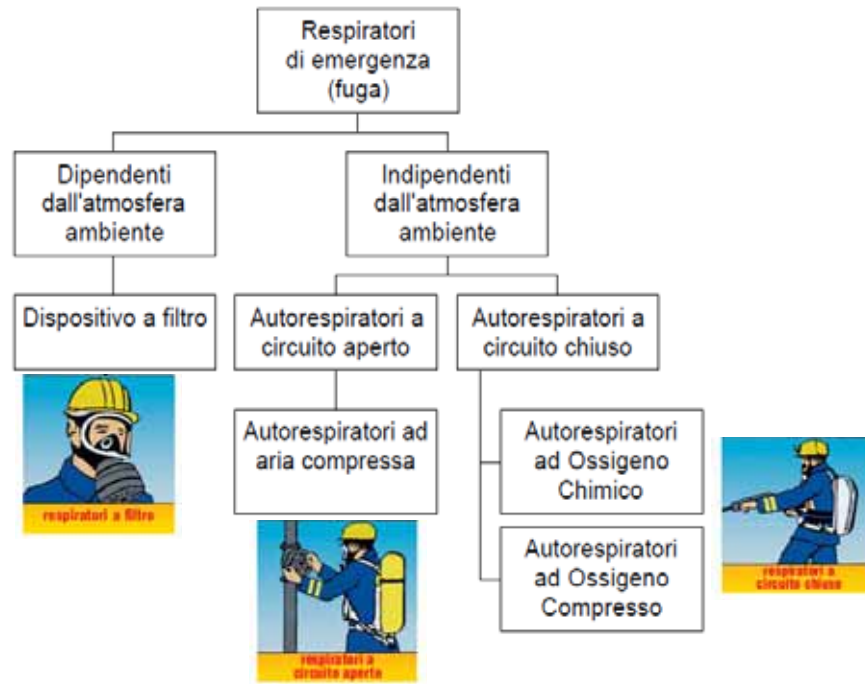 Respiratori
di emergenza
(fuga)
Dipendenti
dall'atmosfera
ambiente
Indipendenti
dall'atmosfera
ambiente
Dispositivo a filtro
Autorespiratori a
circuito aperto
Autorespiratori a
circuito chiuso
respiratori a filtro
Autorespiratori ad
aria compressa
Autorespiratori
ad Ossigeno
Chimico
Autorespiratori
ad Ossigeno
Compresso
respiratori a
circuito chiuso
respiratori a
circuito aperto